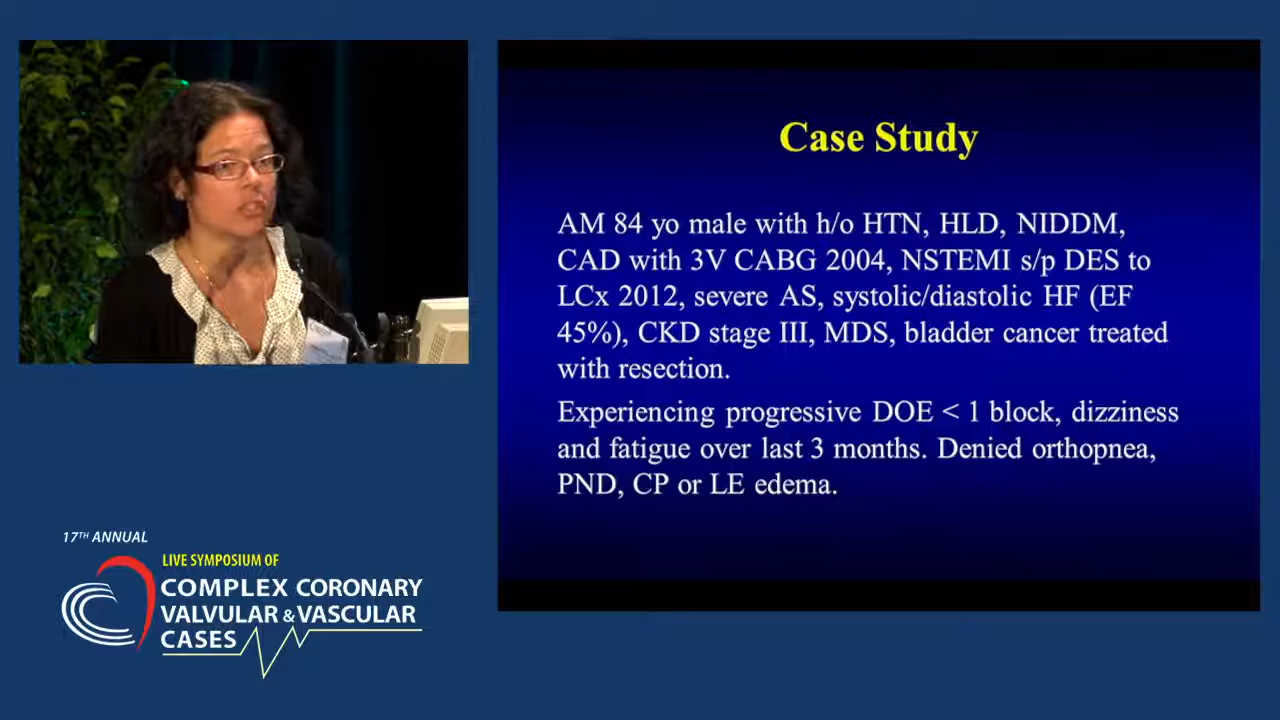 Case Study
AM 84 yo male with h/o HTN, HLD, NIDDM,
CAD with 3V CABG 2004, NSTEMI s/p DES to
LCx 2012, severe AS, systolic/diastolic HF (EF
45%), CKD stage III, MDS, bladder cancer treated
with resection.
Experiencing progressive DOE < 1 block, dizziness
and fatigue over last 3 months. Denied orthopnea,
PND, CP or LE edema.
17TH ANNUAL
LIVE SYMPOSIUM OF
COMPLEX CORONARY
VALVULAR & VASCULAR
CASES